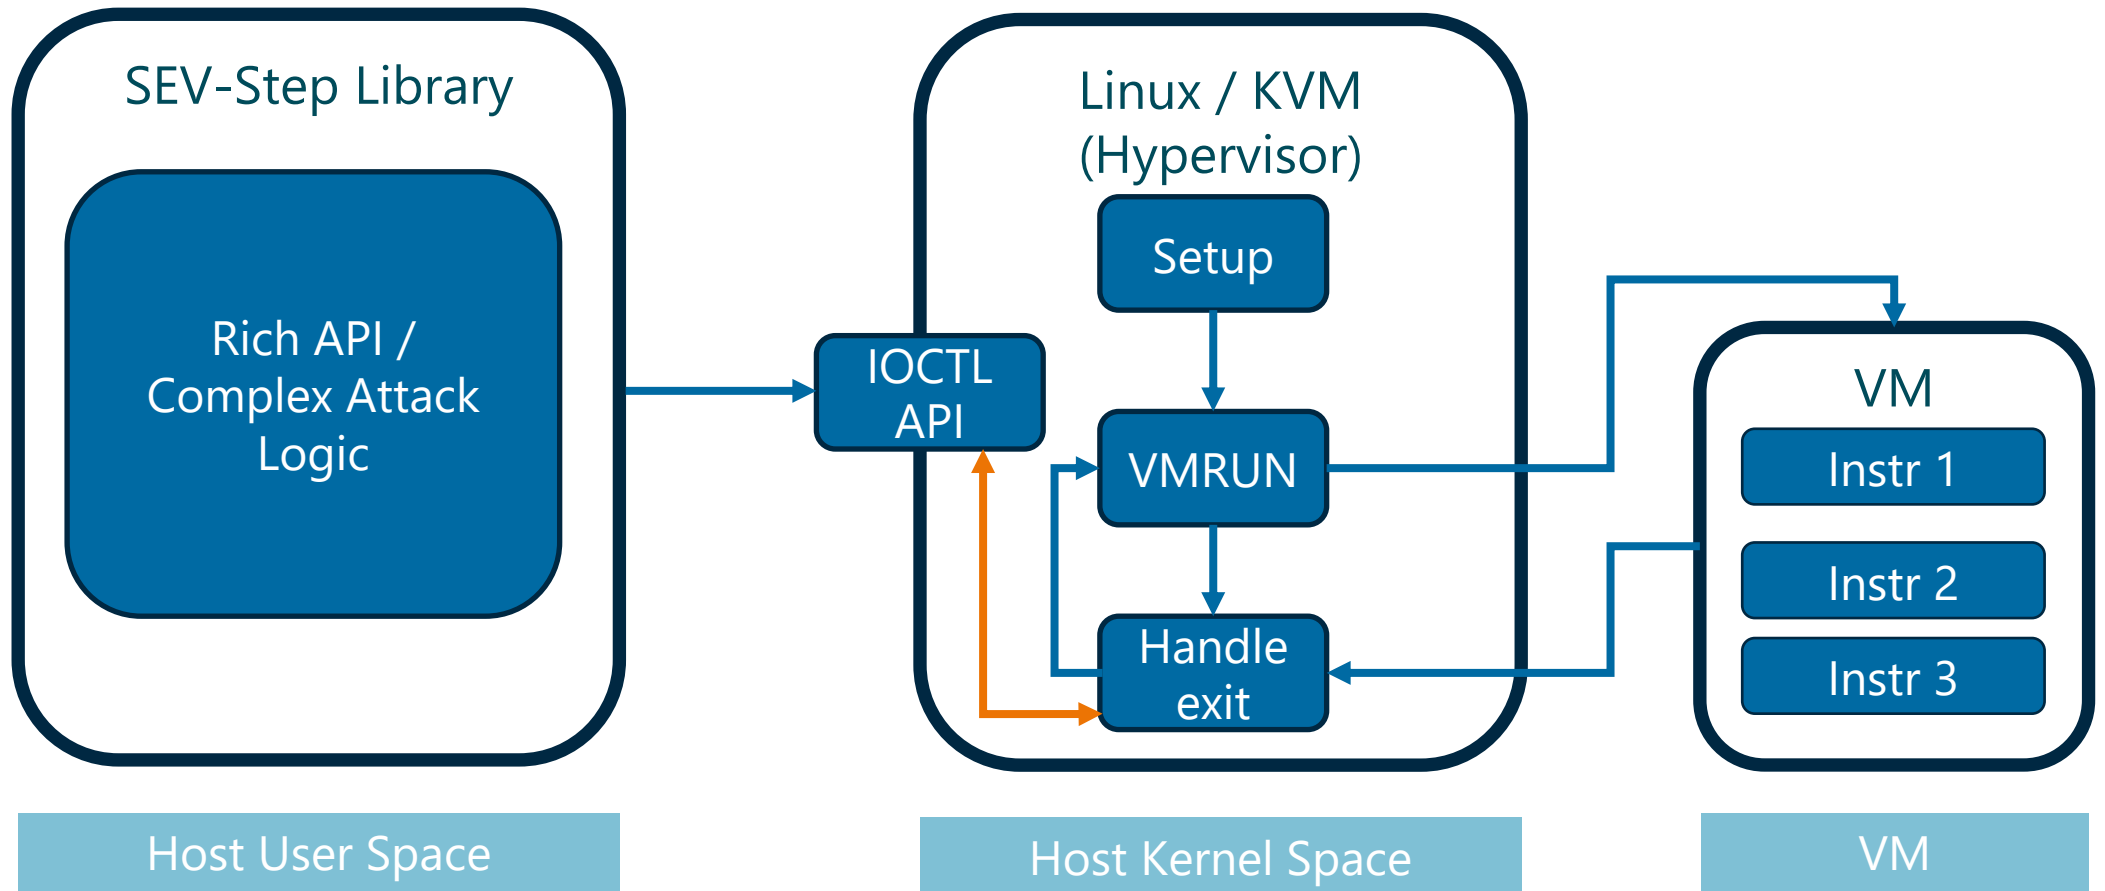 SEV-Step Library
Rich API /
Complex Attack
Logic
Host User Space
IOCTL
API
Linux / KVM
(Hypervisor)
Setup
VMRUN
Handle
exit
Host Kernel Space
VM
Instr 1
Instr 2
Instr 3
VM